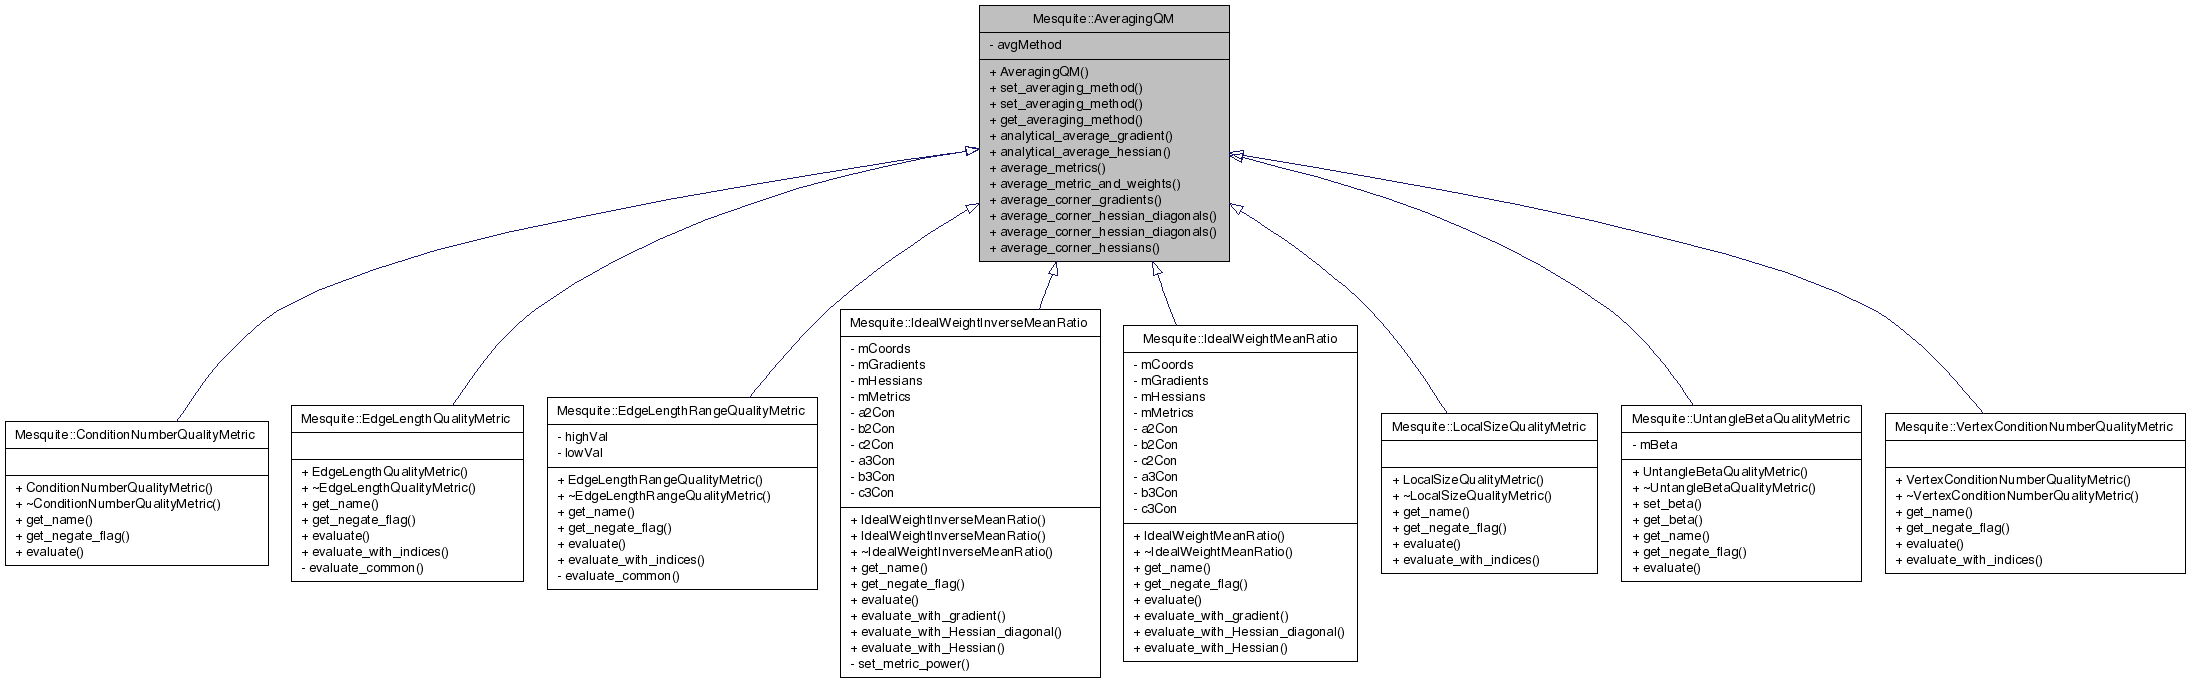 Mesquite::AveragingQM
- avgMethod
+ AveragingQM()
+ set_averaging_method()
+ set_averaging_method()
+ get_averaging_method()
+ analytical_average_gradient()
+ analytical_average_hessian()
+ average_metrics()
+ average_metric_and_weights()
+ average_corner_gradients()
+ average_corner_hessian_diagonals()
+ average_corner_hessian_diagonals()
+ average_corner_hessians()
Mesquite::ConditionNumberQualityMetric
+ ConditionNumberQualityMetric()
+ ~ConditionNumberQualityMetric()
+ get_name()
+ get_negate_flag()
+ evaluate()
Mesquite::EdgeLengthQualityMetric
+ EdgeLengthQualityMetric()
+ ~EdgeLengthQualityMetric()
+ get_name()
+ get_negate_flag()
+ evaluate()
+ evaluate_with_indices()
- evaluate_common()
Mesquite::EdgeLengthRangeQualityMetric
- highVal
- lowVal
+ EdgeLengthRangeQualityMetric()
+ ~EdgeLengthRangeQualityMetric()
+ get_name()
+ get_negate_flag()
+ evaluate()
+ evaluate_with_indices()
- evaluate_common()
Mesquite::IdealWeightInverseMeanRatio
- mCoords
- mGradients
- mHessians
- mMetrics
- a2Con
- b2Con
- c2Con
- a3Con
- b3Con
- c3Con
+ IdealWeightInverseMeanRatio()
+ IdealWeightInverseMeanRatio()
+ ~IdealWeightInverseMeanRatio()
+ get_name()
+ get_negate_flag()
+ evaluate()
+ evaluate_with_gradient()
+ evaluate_with_Hessian_diagonal()
+ evaluate_with_Hessian()
- set_metric_power()
Mesquite::IdealWeightMeanRatio
- mCoords
- mGradients
- mHessians
- mMetrics
- a2Con
- b2Con
- c2Con
- a3Con
- b3Con
- c3Con
+ IdealWeightMeanRatio()
+ ~IdealWeightMeanRatio()
+ get_name()
+ get_negate_flag()
+ evaluate()
+ evaluate_with_gradient()
+ evaluate_with_Hessian_diagonal()
+ evaluate_with_Hessian()
Mesquite::LocalSizeQualityMetric
+ LocalSizeQualityMetric()
+ ~LocalSizeQualityMetric()
+ get_name()
+ get_negate_flag()
+ evaluate()
+ evaluate_with_indices()
Mesquite::UntangleBetaQualityMetric
- mBeta
+ UntangleBetaQualityMetric()
+ ~UntangleBetaQualityMetric()
+ set_beta()
+ get_beta()
+ get_name()
+ get_negate_flag()
+ evaluate()
Mesquite::VertexConditionNumberQualityMetric
+ VertexConditionNumberQualityMetric()
+ ~VertexConditionNumberQualityMetric()
+ get_name()
+ get_negate_flag()
+ evaluate()
+ evaluate_with_indices()